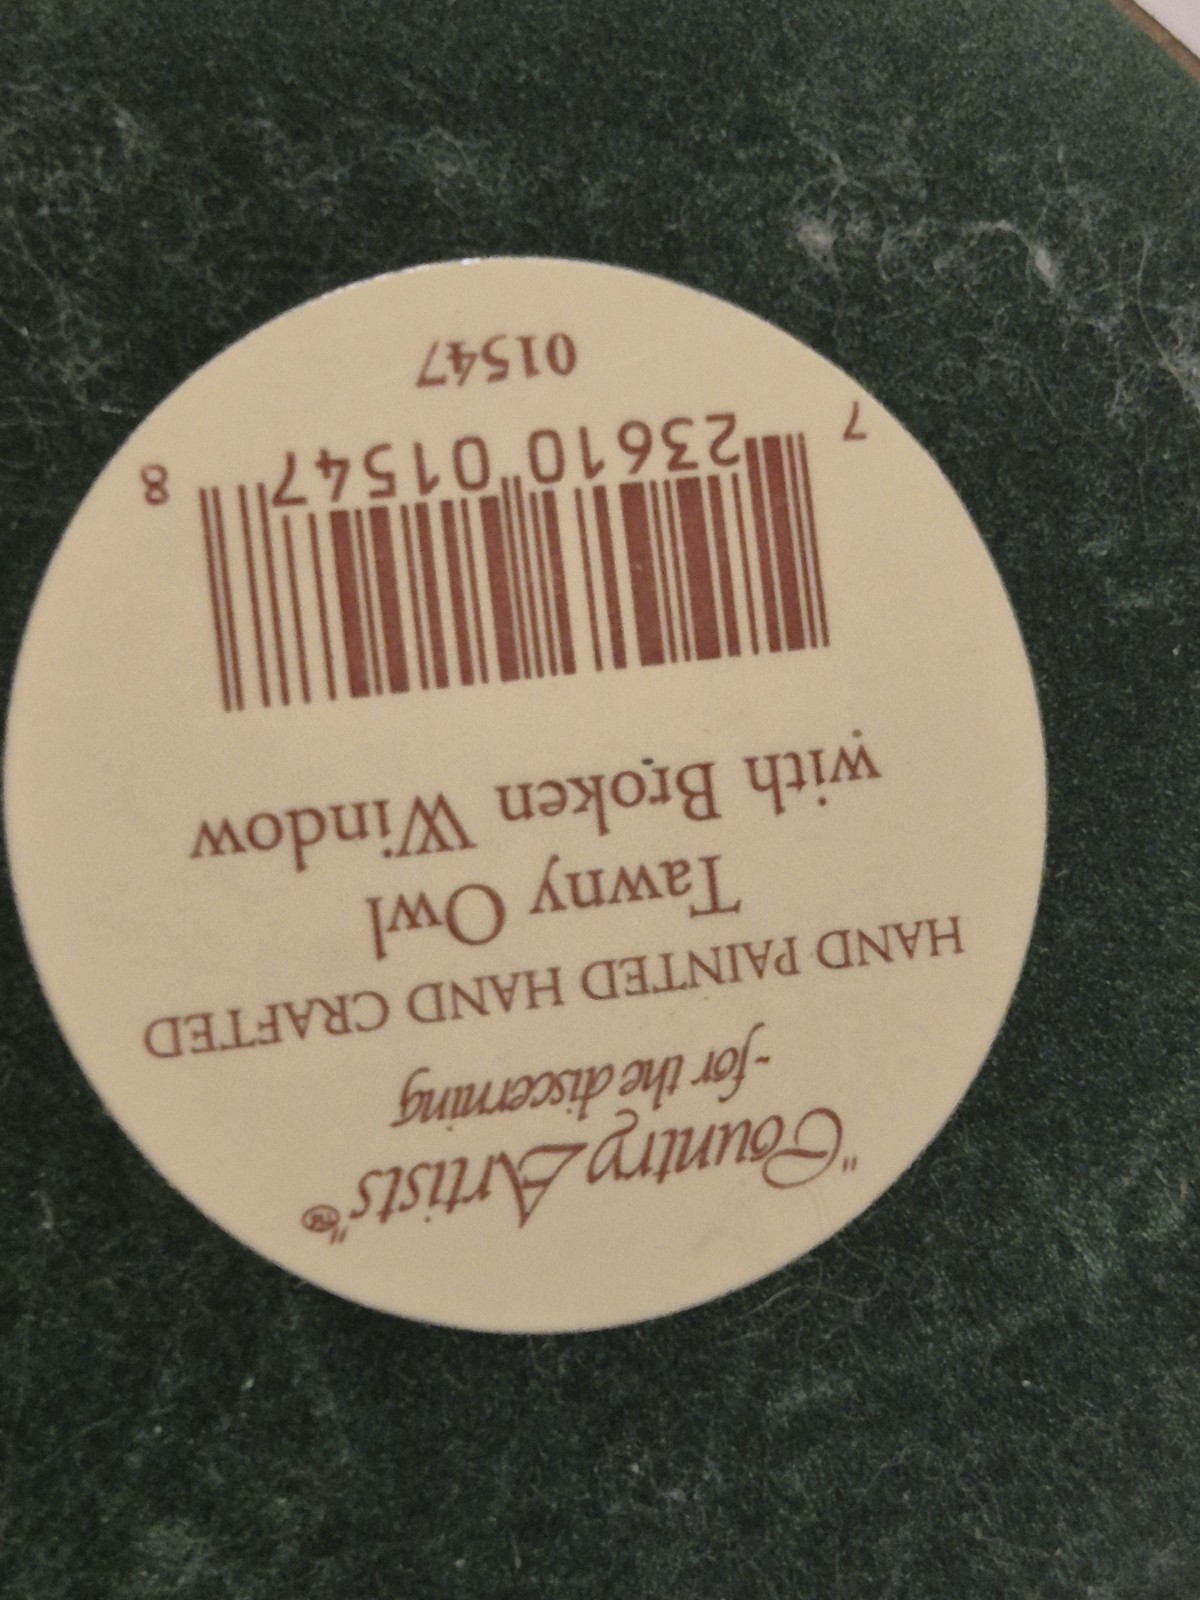 "Country Artists"™
-for the discerning
HAND PAINTED HAND CRAFTED
Tawny Owl
with Broken Window
7 23610 01547 8
01547